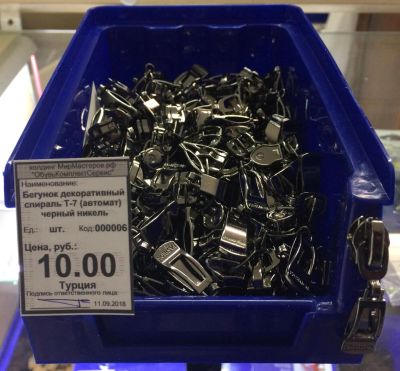 холдинг МирМастеров.рф
"ОбувьКомплектСервис"
Наименование:
Бегунок декоративный
спираль Т-7 (автомат)
черный никель
Ед.: шт. Код: 000006
Цена, руб.:
10.00
Турция
Подпись ответственного лица:
11.09.2018